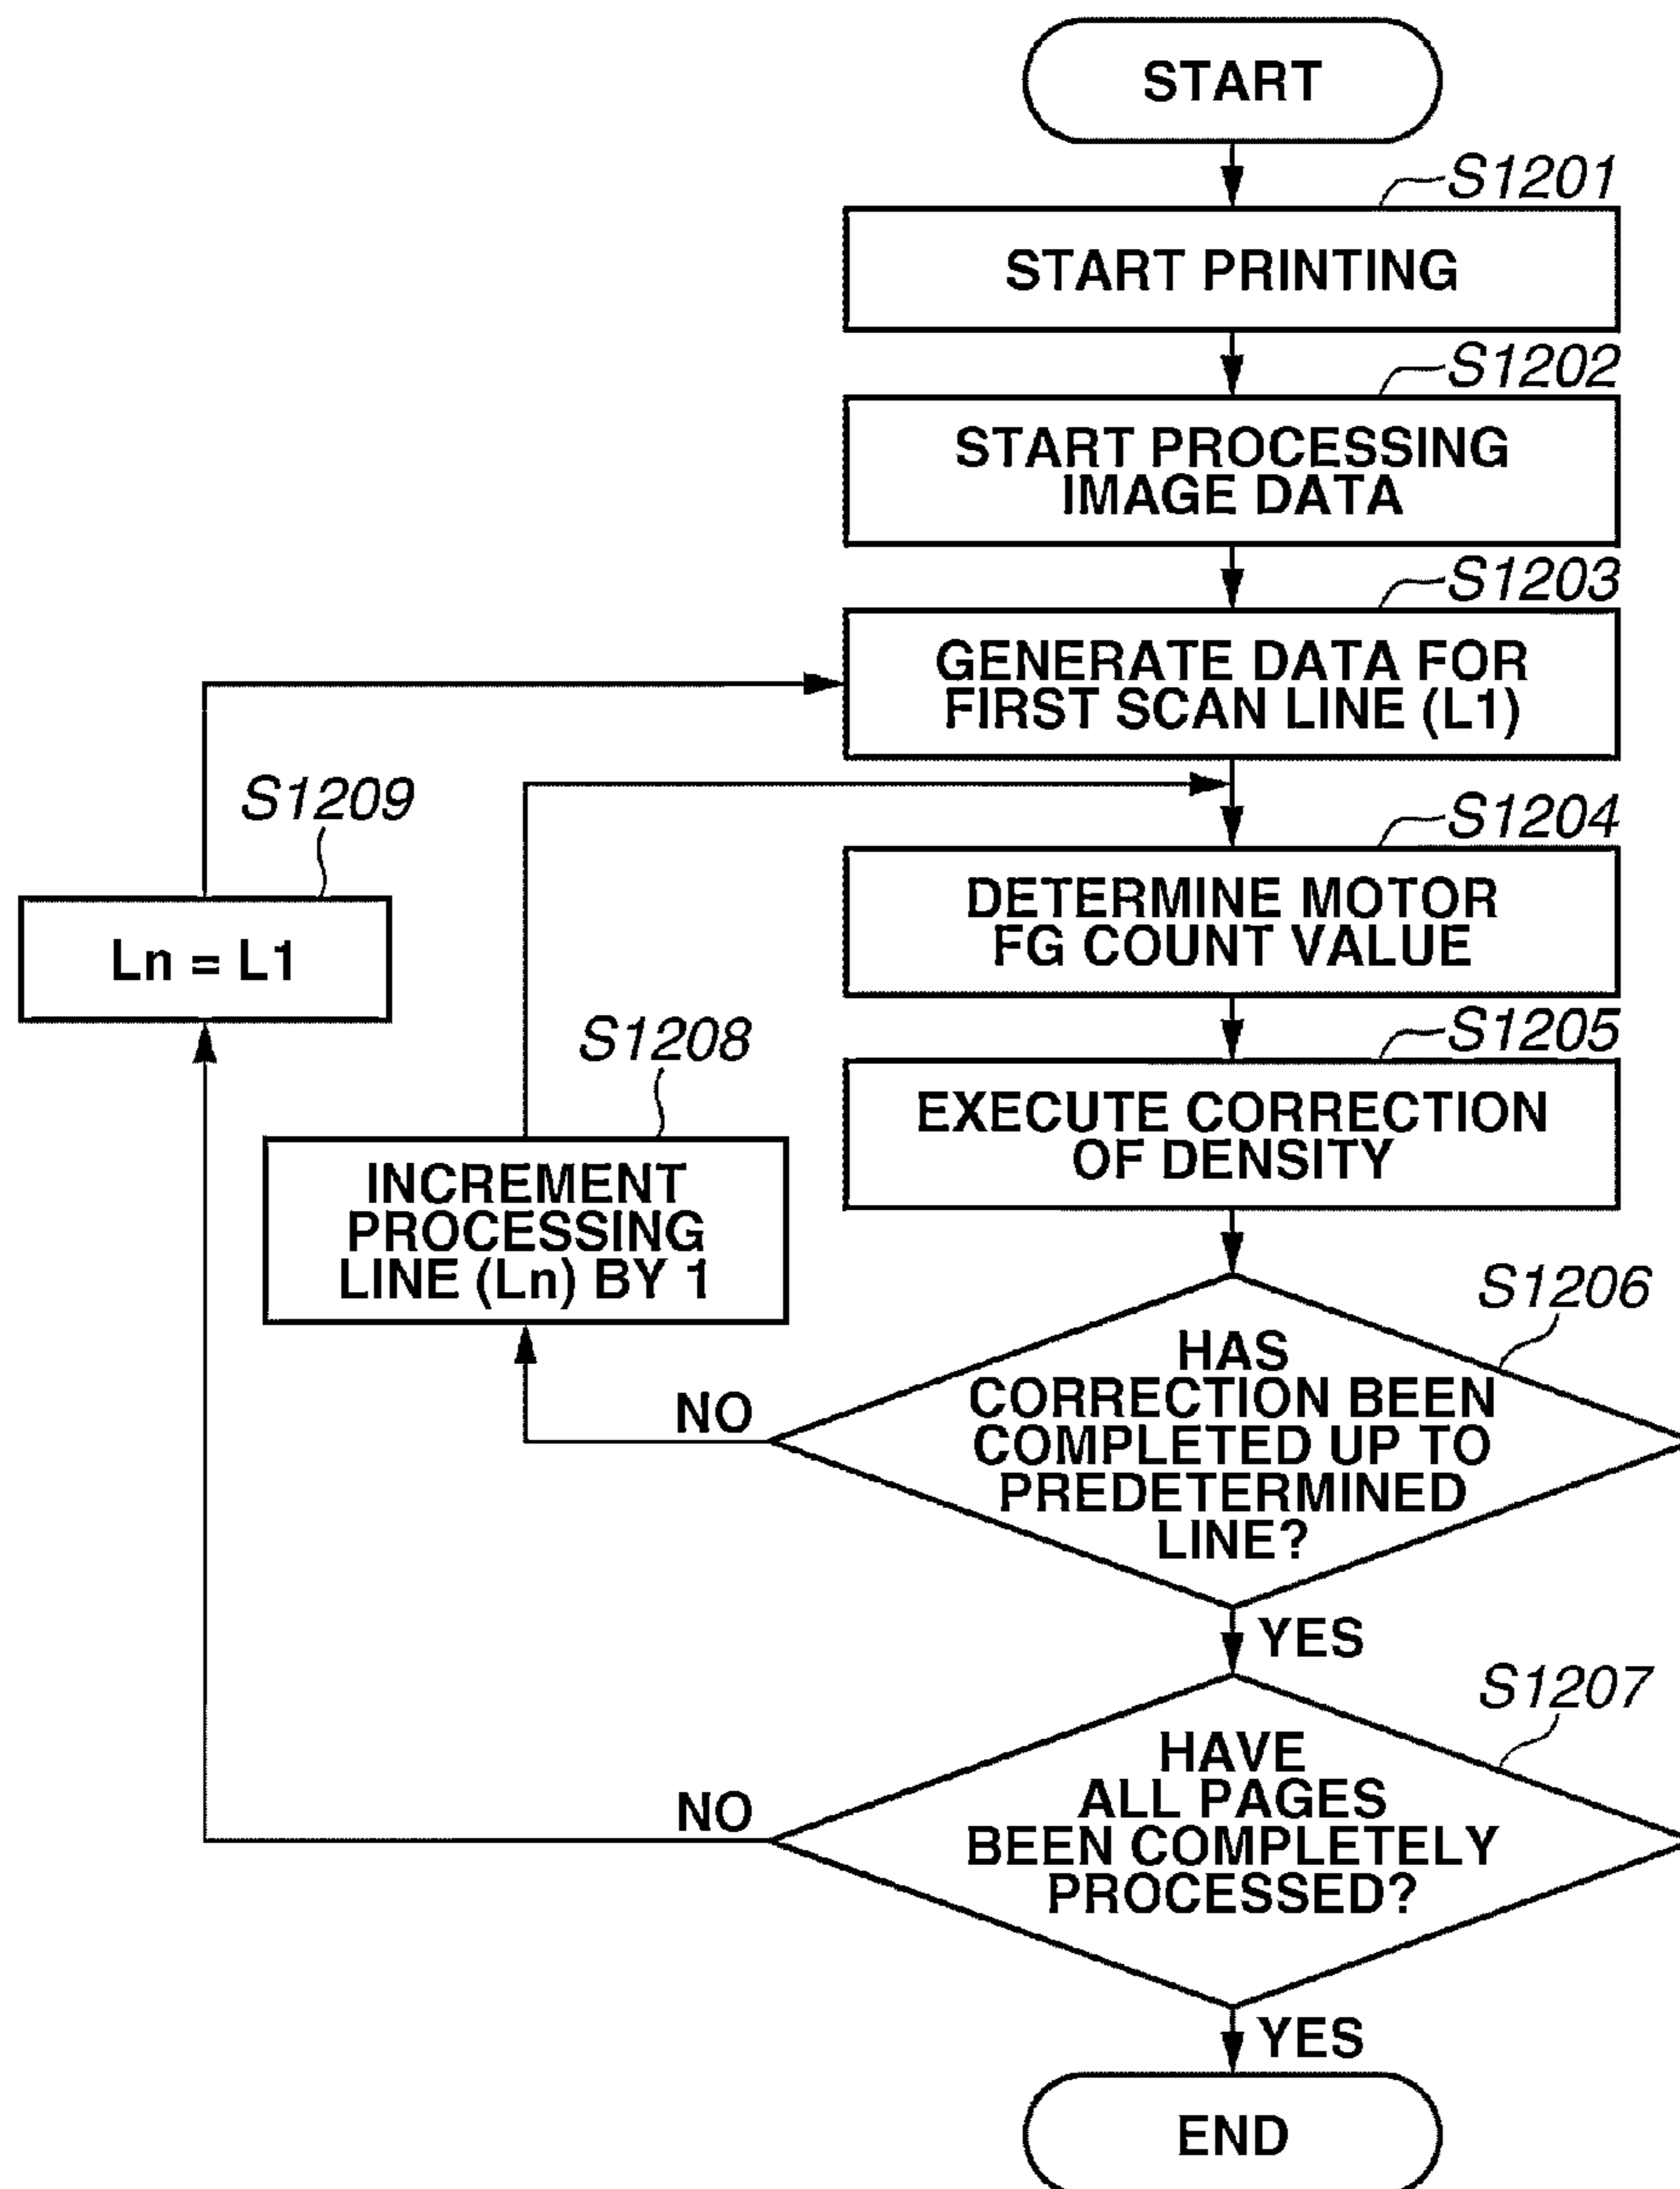 START
S1201
START PRINTING
S1202
START PROCESSING
IMAGE DATA
S1203
GENERATE DATA FOR
FIRST SCAN LINE (L1)
S1204
DETERMINE MOTOR
FG COUNT VALUE
S1205
EXECUTE CORRECTION
OF DENSITY
S1206
HAS
CORRECTION BEEN
COMPLETED UP TO
PREDETERMINED
LINE?
NO
YES
S1208
INCREMENT
PROCESSING
LINE (Ln) BY 1
S1207
HAVE
ALL PAGES
BEEN COMPLETELY
PROCESSED?
NO
YES
S1209
Ln = L1
END